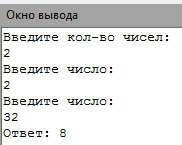 Окно вывода
Введите кол-во чисел:
2
Введите число:
2
Введите число:
32
Ответ: 8